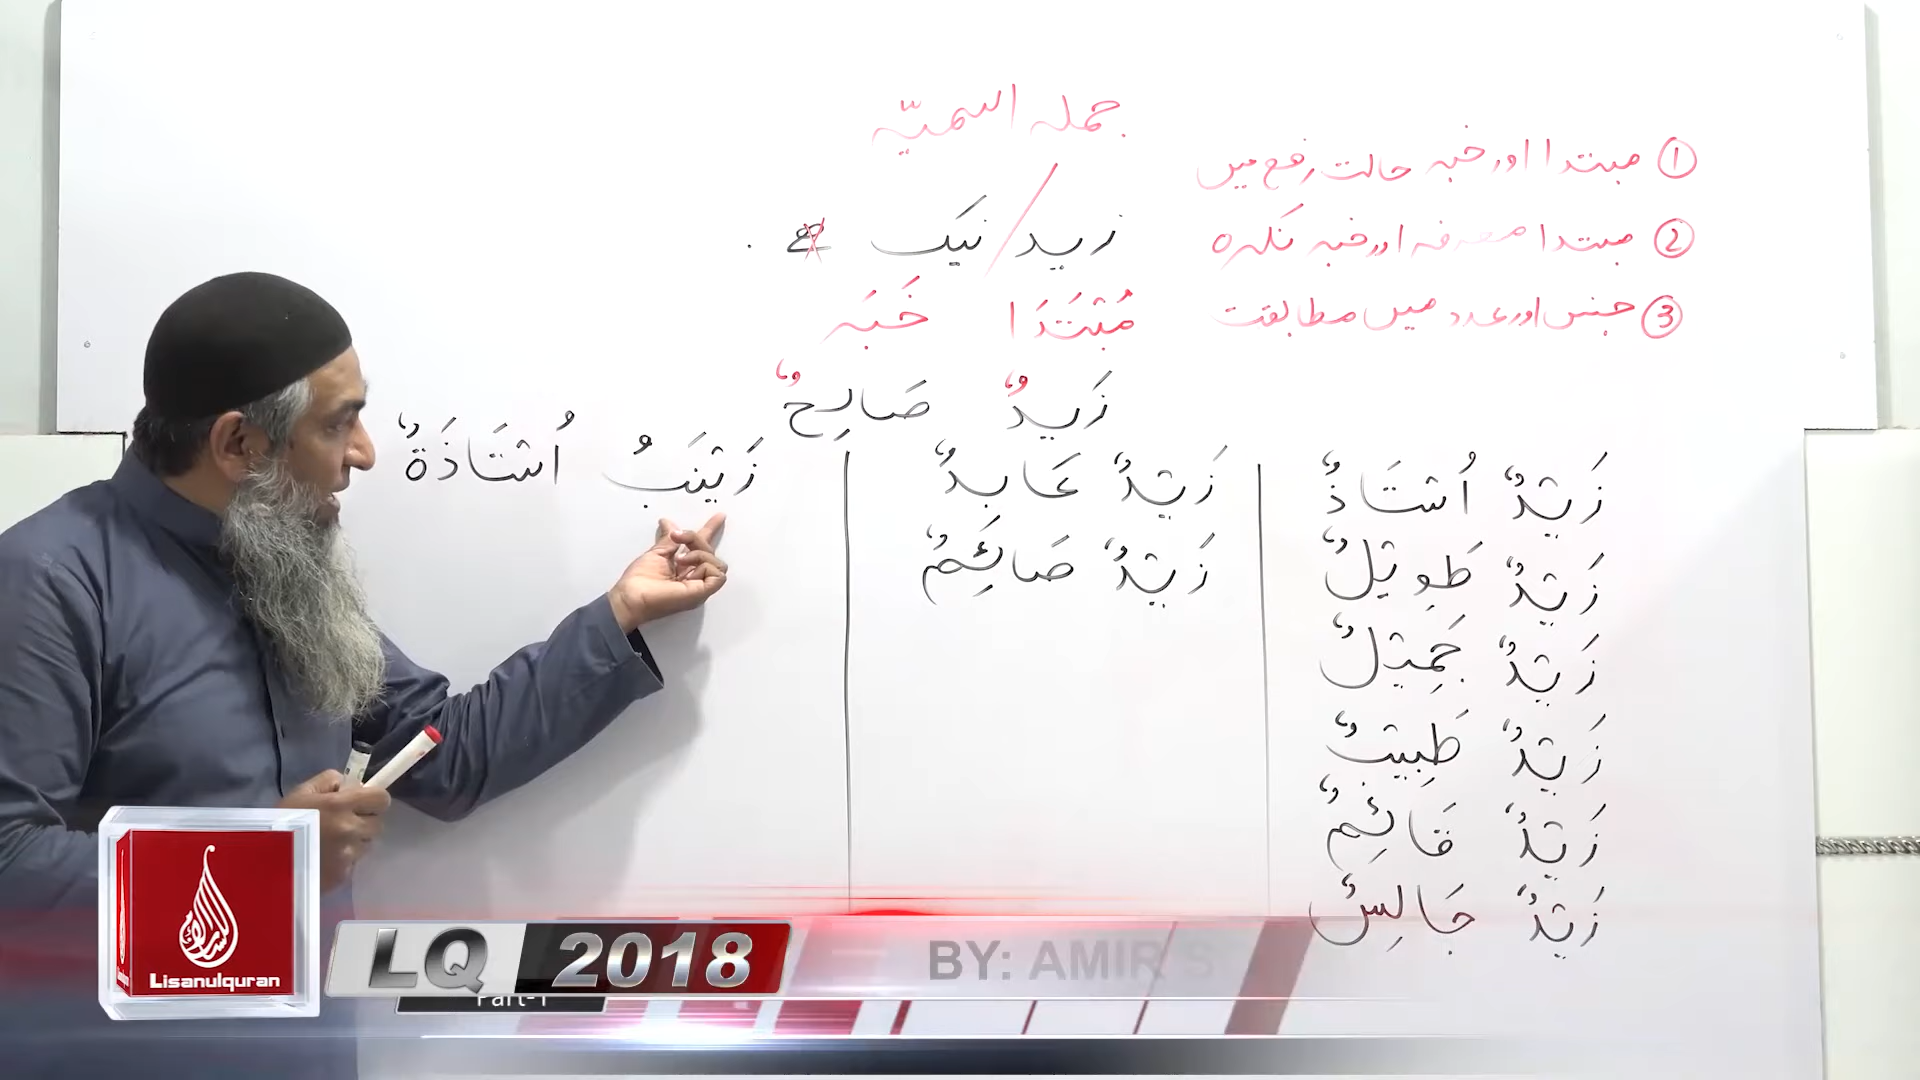 جملہ اسمیّہ
① مبتدا اور خبر حالت رفع میں
② مبتدا معرفہ اور خبر نکرہ
③ جنس اور عدد میں مطابقت
زید / نیک ہے ۔
مُبْتَدَا خَبَر
زَیدٌ صَالِحٌ
زَيْدٌ اُسْتَاذٌ
زَيْدٌ طَوِيْلٌ
زَيْدٌ جَمِيْلٌ
زَيْدٌ طَبِيْبٌ
زَيْدٌ قَائِمٌ
زَيْدٌ جَالِسٌ
زَيْدٌ عَابِدٌ
زَيْدٌ صَائِمٌ
زَيْنَبُ اُسْتَاذَةٌ
Lisanulquran
LQ 2018
Part-1
BY: AMIR S